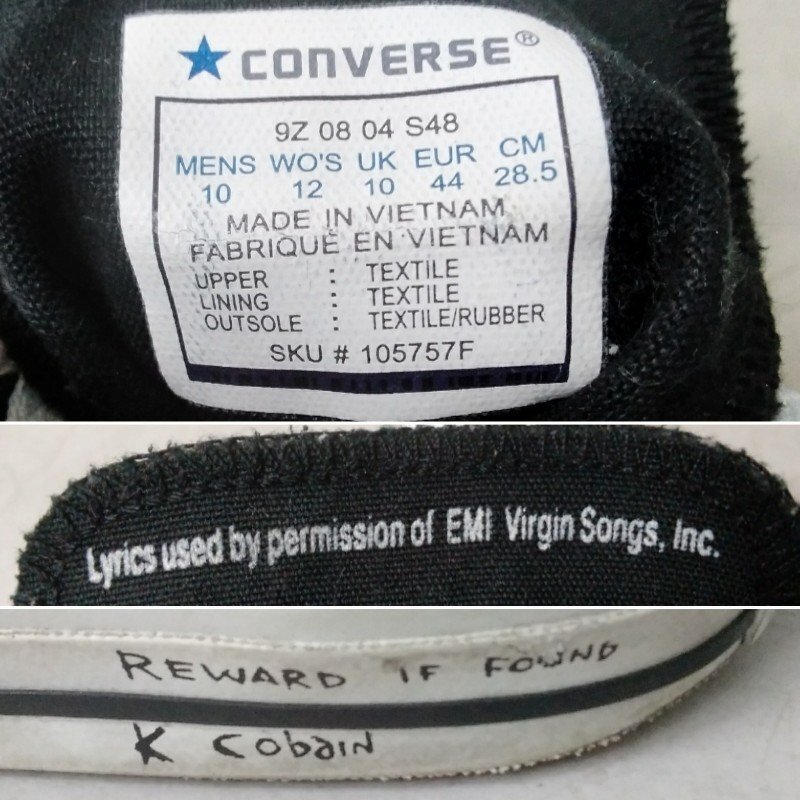 CONVERSE®
9Z 08 04 S48
MENS WO'S UK EUR CM
10 12 10 44 28.5
MADE IN VIETNAM
FABRIQUE EN VIETNAM
UPPER : TEXTILE
LINING : TEXTILE
OUTSOLE : TEXTILE/RUBBER
SKU # 105757F
Lyrics used by permission of EMI Virgin Songs, Inc.
REWARD IF FOUND
K CobaIN